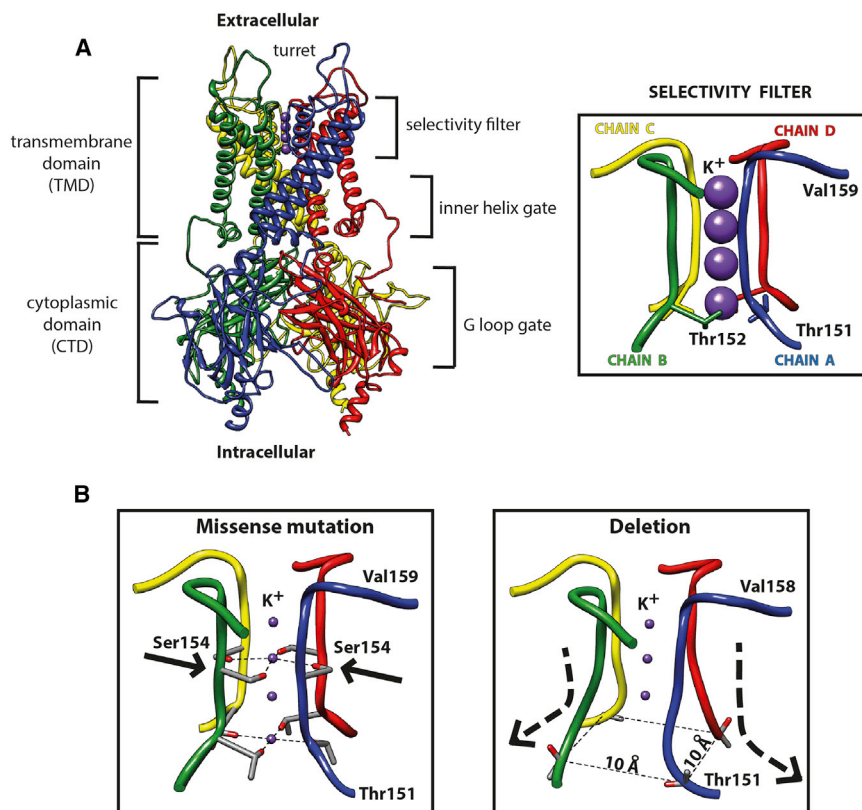 A
Extracellular
turret
transmembrane
domain
(TMD)
selectivity filter
inner helix gate
cytoplasmic
domain
(CTD)
G loop gate
Intracellular
SELECTIVITY FILTER
CHAIN C
CHAIN D
K+
Val159
Thr152
Thr151
CHAIN B
CHAIN A
B
Missense mutation
Val159
K+
Ser154
Ser154
Thr151
Deletion
Val158
K+
10 Å
10 Å
Thr151